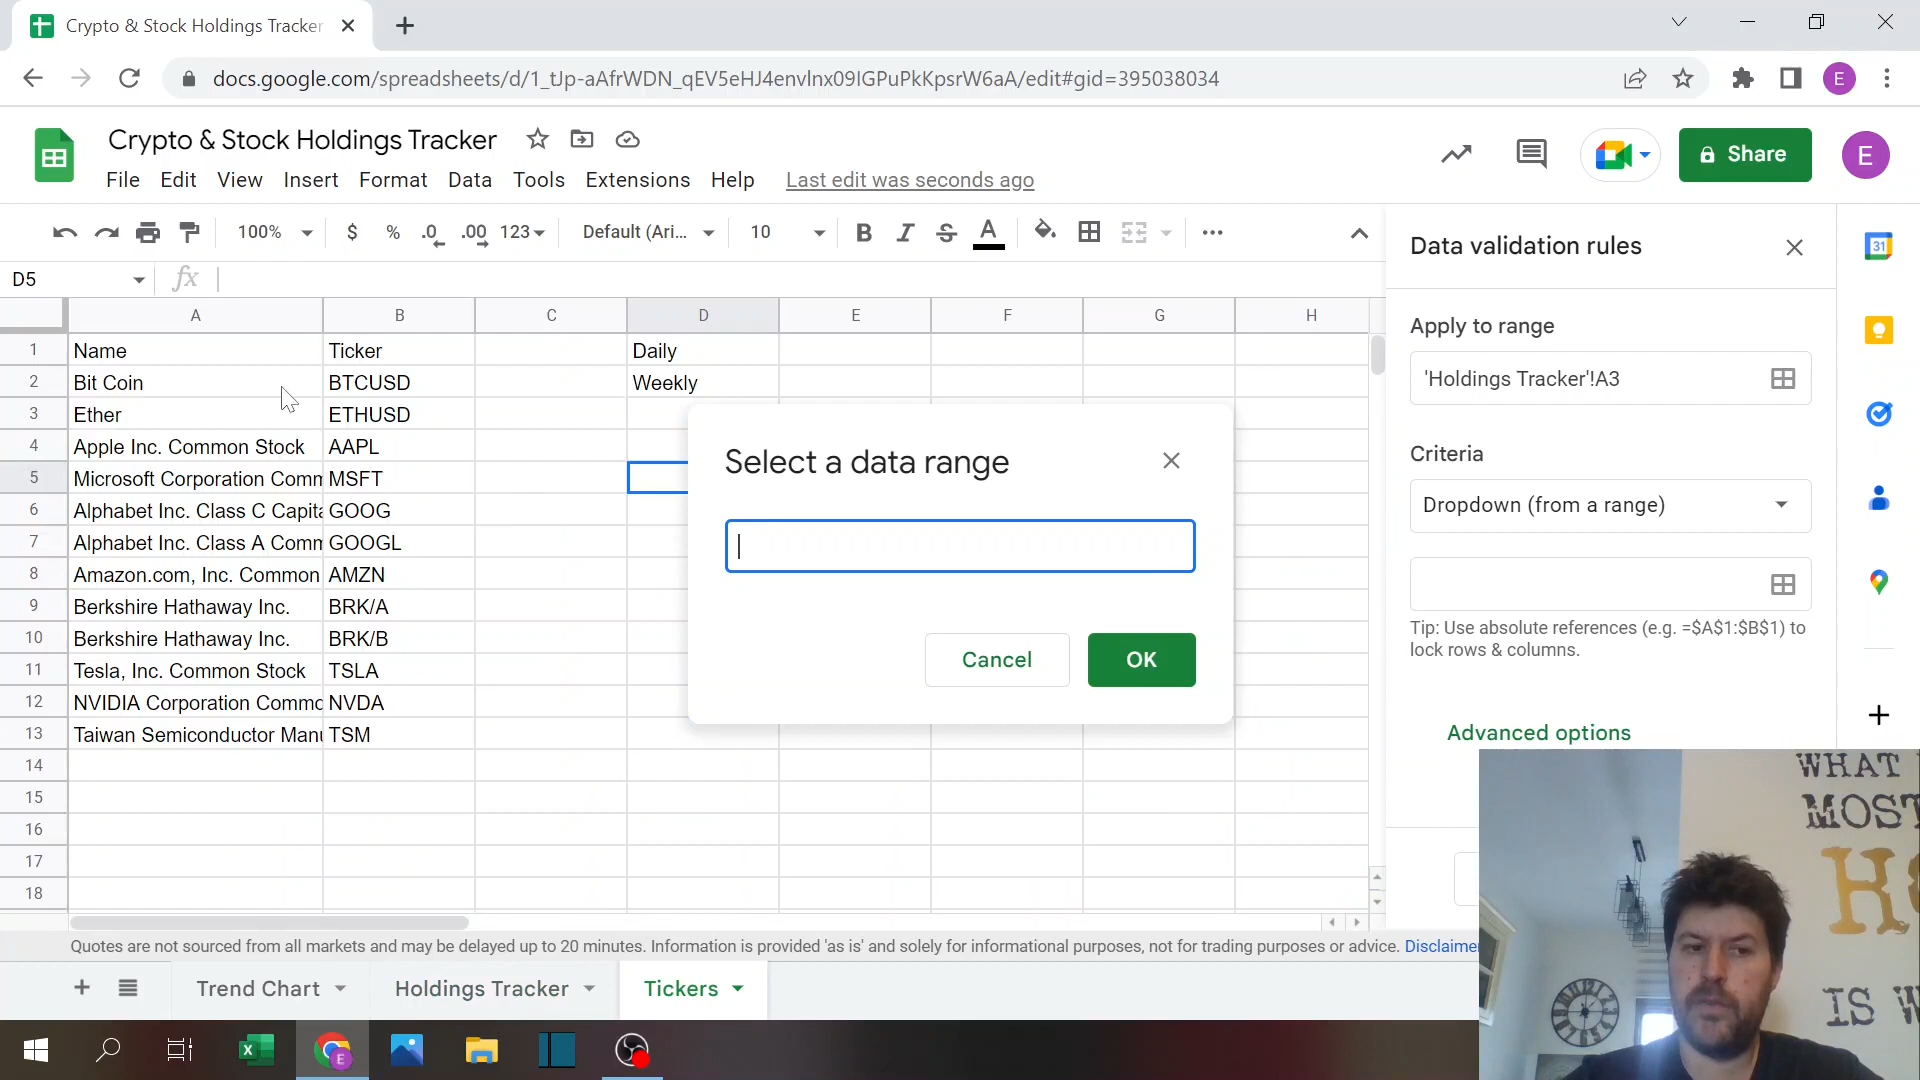 Crypto & Stock Holdings Tracker
docs.google.com/spreadsheets/d/1_tJp-aAfrWDN_qEV5eHJ4envlnx09IGPuPkKpsrW6aA/edit#gid=395038034
E
Crypto & Stock Holdings Tracker
Share
E
File Edit View Insert Format Data Tools Extensions Help Last edit was seconds ago
100% $ % .0 .00 123 Default (Ari... 10 B I S A
Data validation rules
31
D5 fx
A B C D E F G H
1 Name Ticker Daily
2 Bit Coin BTCUSD Weekly
3 Ether ETHUSD
4 Apple Inc. Common Stock AAPL
5 Microsoft Corporation Comm MSFT
6 Alphabet Inc. Class C Capita GOOG
7 Alphabet Inc. Class A Comm GOOGL
8 Amazon.com, Inc. Common AMZN
9 Berkshire Hathaway Inc. BRK/A
10 Berkshire Hathaway Inc. BRK/B
11 Tesla, Inc. Common Stock TSLA
12 NVIDIA Corporation Commo NVDA
13 Taiwan Semiconductor Manu TSM
14
15
16
17
18
Select a data range
Cancel OK
Apply to range
'Holdings Tracker'!A3
Criteria
Dropdown (from a range)
Tip: Use absolute references (e.g. =$A$1:$B$1) to
lock rows & columns.
Advanced options
Quotes are not sourced from all markets and may be delayed up to 20 minutes. Information is provided 'as is' and solely for informational purposes, not for trading purposes or advice. Disclaimer
Trend Chart Holdings Tracker Tickers
E
WHAT
MOST
HO
IS W